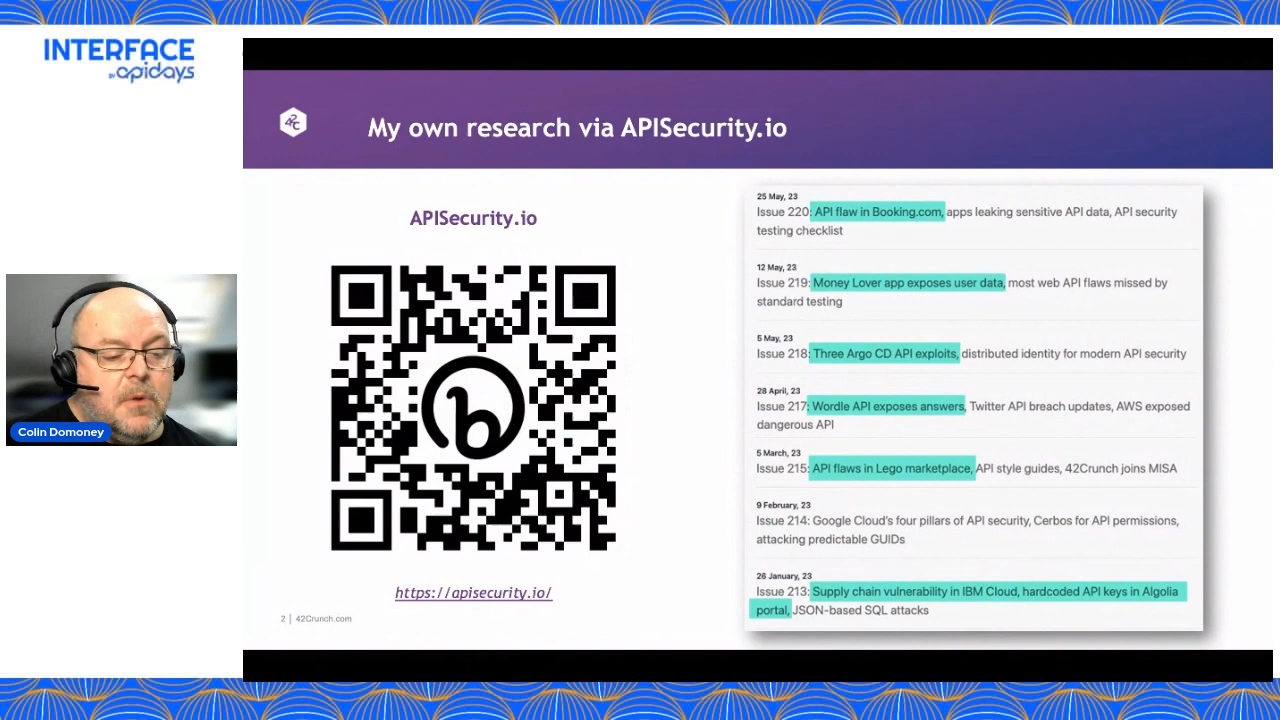 INTERFACE
BY apidays
42C
My own research via APISecurity.io
APISecurity.io
Colin Domoney
b
https://apisecurity.io/
2 | 42Crunch.com
25 May, 23
Issue 220: API flaw in Booking.com, apps leaking sensitive API data, API security
testing checklist
12 May, 23
Issue 219: Money Lover app exposes user data, most web API flaws missed by
standard testing
5 May, 23
Issue 218: Three Argo CD API exploits, distributed identity for modern API security
28 April, 23
Issue 217: Wordle API exposes answers, Twitter API breach updates, AWS exposed
dangerous API
5 March, 23
Issue 215: API flaws in Lego marketplace, API style guides, 42Crunch joins MISA
9 February, 23
Issue 214: Google Cloud's four pillars of API security, Cerbos for API permissions,
attacking predictable GUIDs
26 January, 23
Issue 213: Supply chain vulnerability in IBM Cloud, hardcoded API keys in Algolia
portal, JSON-based SQL attacks